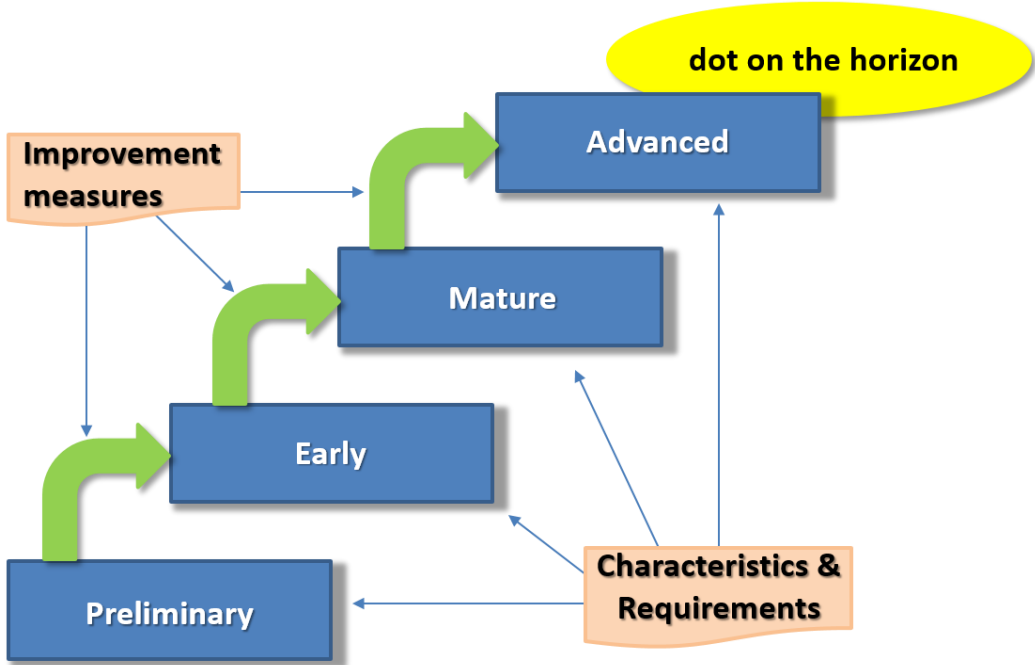 dot on the horizon
Advanced
Improvement
measures
Mature
Early
Characteristics &
Requirements
Preliminary